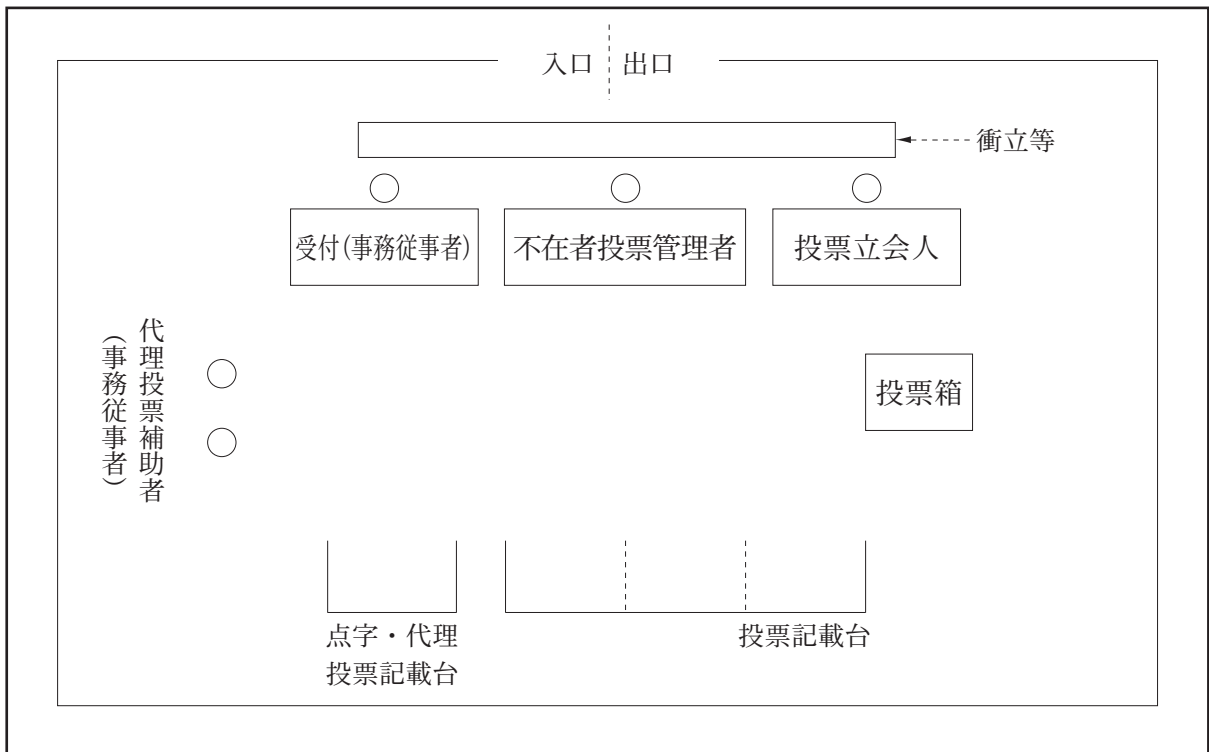 入口
出口
衝立等
受付(事務従事者)
不在者投票管理者
投票立会人
代理投票補助者
(事務従事者)
投票箱
点字・代理
投票記載台
投票記載台